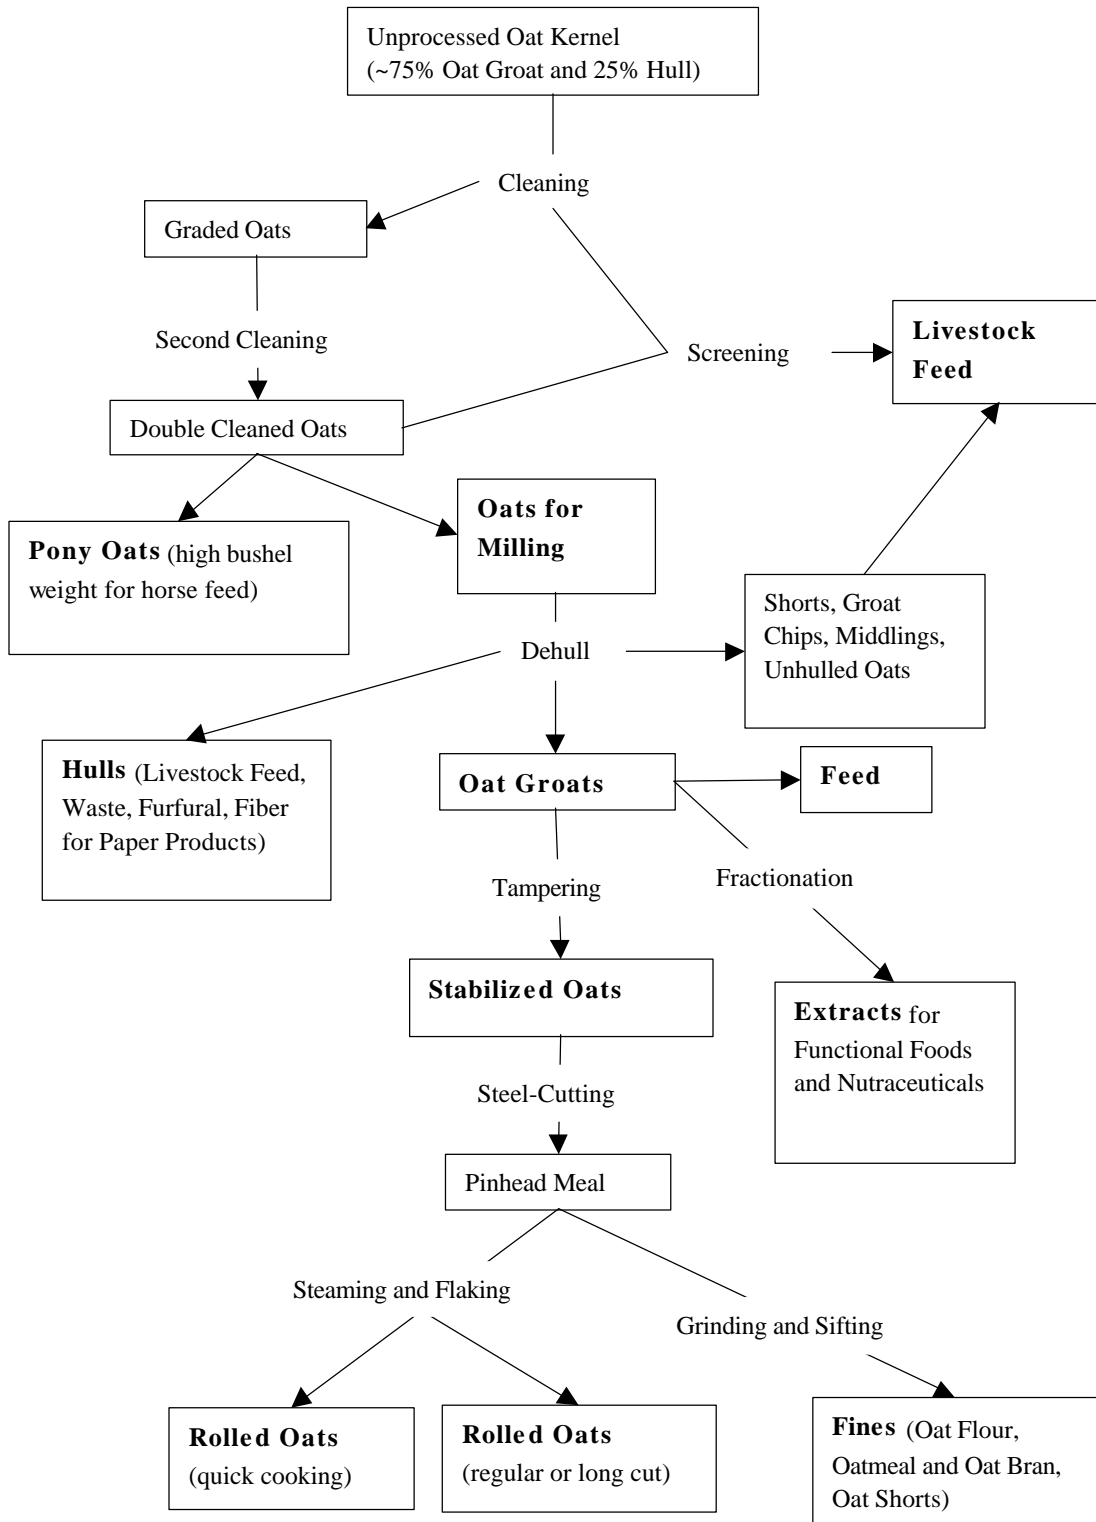 Unprocessed Oat Kernel
(~75% Oat Groat and 25% Hull)
Cleaning
Graded Oats
Second Cleaning
Screening
Livestock
Feed
Double Cleaned Oats
Oats for
Milling
Pony Oats (high bushel
weight for horse feed)
Shorts, Groat
Chips, Middlings,
Unhulled Oats
Dehull
Hulls (Livestock Feed,
Waste, Furfural, Fiber
for Paper Products)
Oat Groats
Feed
Tampering
Fractionation
Stabilized Oats
Extracts for
Functional Foods
and Nutraceuticals
Steel-Cutting
Pinhead Meal
Steaming and Flaking
Grinding and Sifting
Rolled Oats
(quick cooking)
Rolled Oats
(regular or long cut)
Fines (Oat Flour,
Oatmeal and Oat Bran,
Oat Shorts)